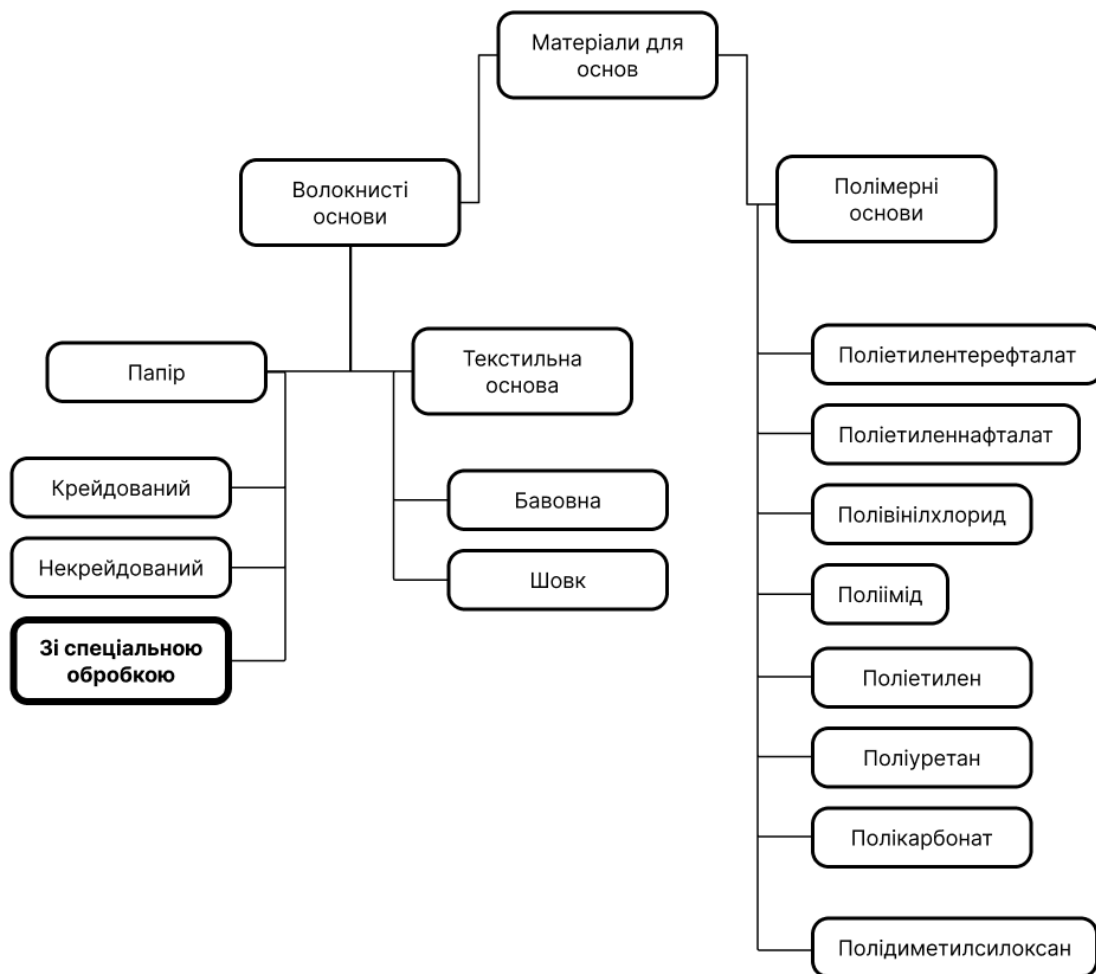 Матеріали для
основ
Волокнисті
основи
Полімерні
основи
Папір
Текстильна
основа
Крейдований
Некрейдований
Зі спеціальною
обробкою
Бавовна
Шовк
Поліетилентерефталат
Поліетиленнафталат
Полівінілхлорид
Поліімід
Поліетилен
Поліуретан
Полікарбонат
Полідиметилсилоксан